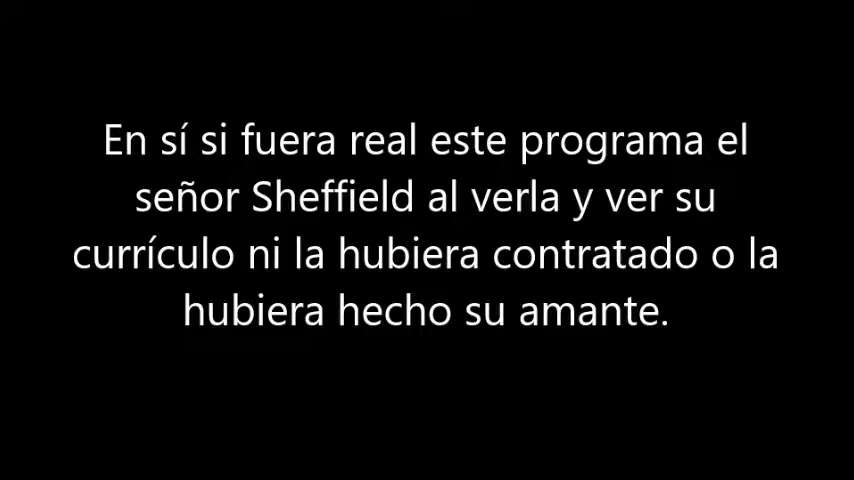 En sí si fuera real este programa el
señor Sheffield al verla y ver su
currículo ni la hubiera contratado o la
hubiera hecho su amante.